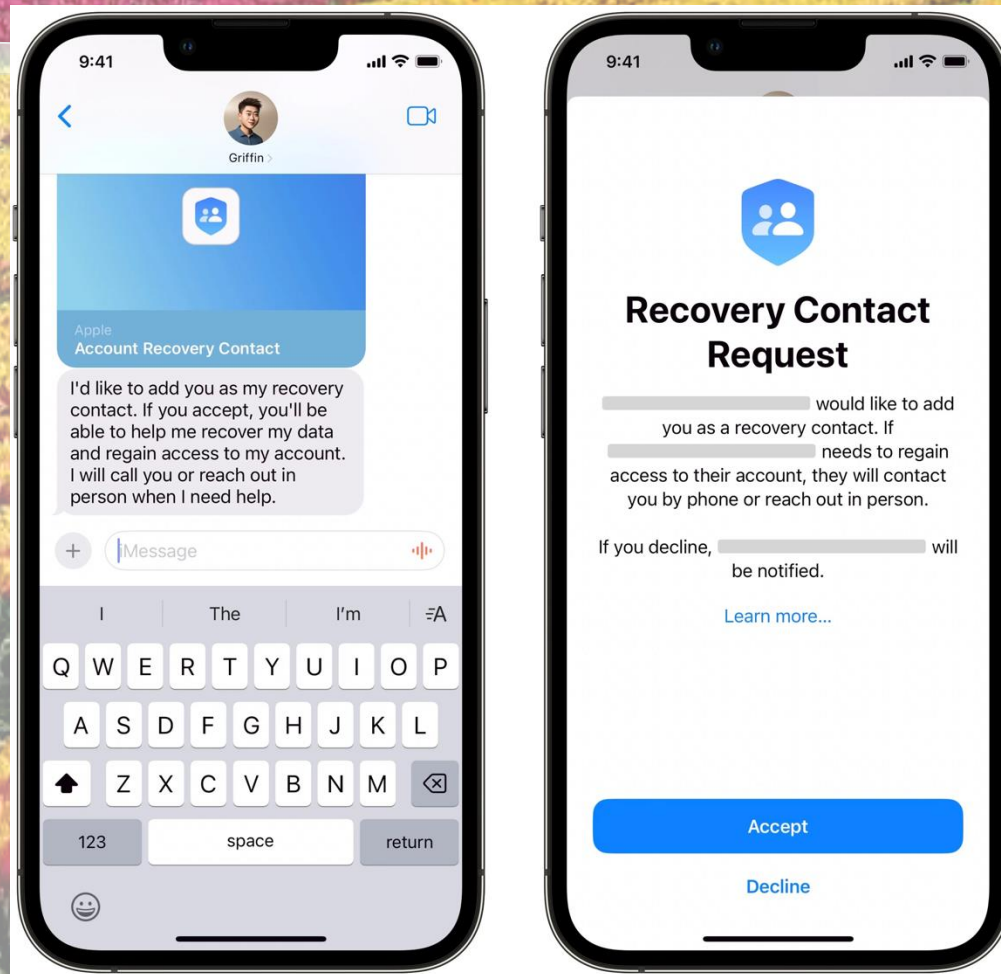 9:41
Griffin
Apple
Account Recovery Contact
I'd like to add you as my recovery
contact. If you accept, you'll be
able to help me recover my data
and regain access to my account.
I will call you or reach out in
person when I need help.
iMessage
I The I'm
Q W E R T Y U I O P
A S D F G H J K L
Z X C V B N M
123 space return
9:41
Recovery Contact
Request
would like to add
you as a recovery contact. If
needs to regain
access to their account, they will contact
you by phone or reach out in person.
If you decline, will
be notified.
Learn more...
Accept
Decline